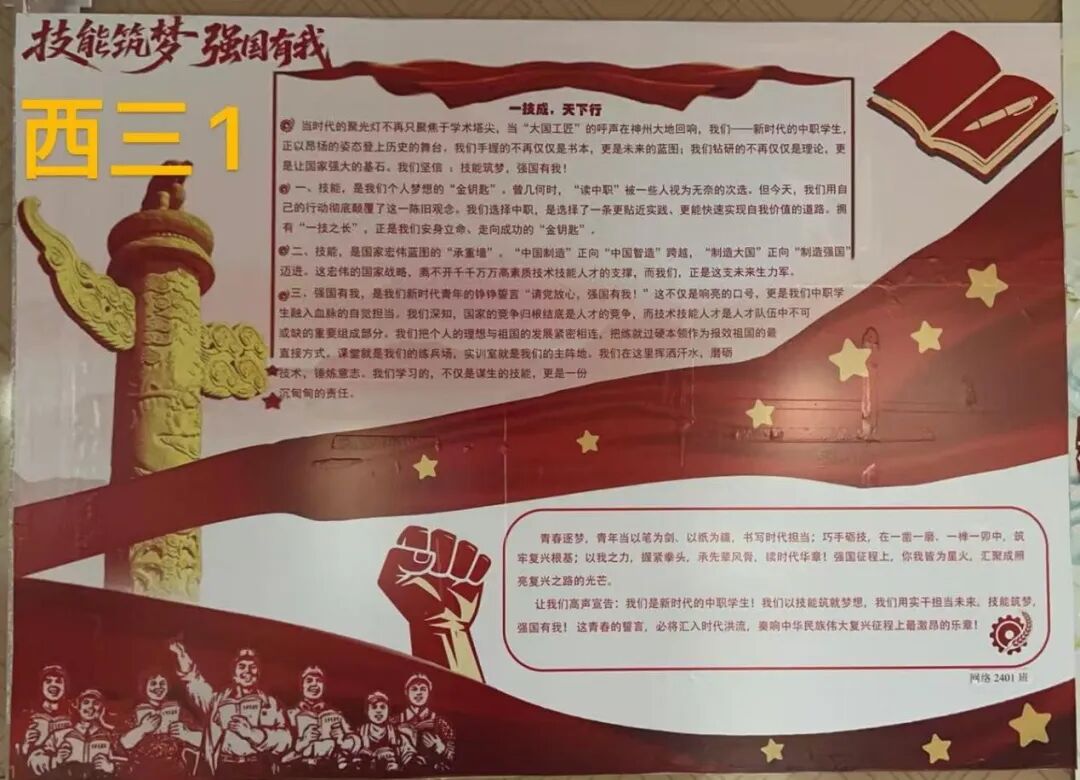 技能筑梦 强国有我
西三1
一技成，天下行
当时代的聚光灯不再只聚焦于学术塔尖，当“大国工匠”的呼声在神州大地回响，我们——新时代的中职学生，
正以昂扬的姿态登上历史的舞台。我们手握的不再仅仅是书本，更是未来的蓝图；我们钻研的不再仅仅是理论，更
是让国家强大的基石。我们坚信：技能筑梦，强国有我！
一、技能，是我们个人梦想的“金钥匙”。曾几何时，“读中职”被一些人视为无奈的次选。但今天，我们用自
己的行动彻底颠覆了这一陈旧观念。我们选择中职，是选择了一条更贴近实践、更能快速实现自我价值的道路。拥
有“一技之长”，正是我们安身立命、走向成功的“金钥匙”。
二、技能，是国家宏伟蓝图的“承重墙”。“中国制造”正向“中国智造”跨越，“制造大国”正向“制造强国”
迈进。这宏伟的国家战略，离不开千千万万高素质技术技能人才的支撑，而我们，正是这支未来生力军。
三、强国有我，是我们新时代青年的铮铮誓言“请党放心，强国有我！”这不仅是响亮的口号，更是我们中职学
生融入血脉的自觉担当。我们深知，国家的竞争归根结底是人才的竞争，而技术技能人才是人才队伍中不可
或缺的重要组成部分。我们把个人的理想与祖国的发展紧密相连，把练就过硬本领作为报效祖国的最
直接方式。课堂就是我们的练兵场，实训室就是我们的主阵地。我们在这里挥洒汗水，磨砺
技术，锤炼意志。我们学习的，不仅是谋生的技能，更是一份
沉甸甸的责任。
青春逐梦，青年当以笔为剑、以纸为疆，书写时代担当；巧手砺技，在一凿一磨、一榫一卯中，筑
牢复兴根基；以我之力，握紧拳头，承先辈风骨，续时代华章！强国征程上，你我皆为星火，汇聚成照
亮复兴之路的光芒。
让我们高声宣告：我们是新时代的中职学生！我们以技能筑就梦想，我们用实干担当未来。技能筑梦，
强国有我！这青春的誓言，必将汇入时代洪流，奏响中华民族伟大复兴征程上最激昂的乐章！
网络 2401 班